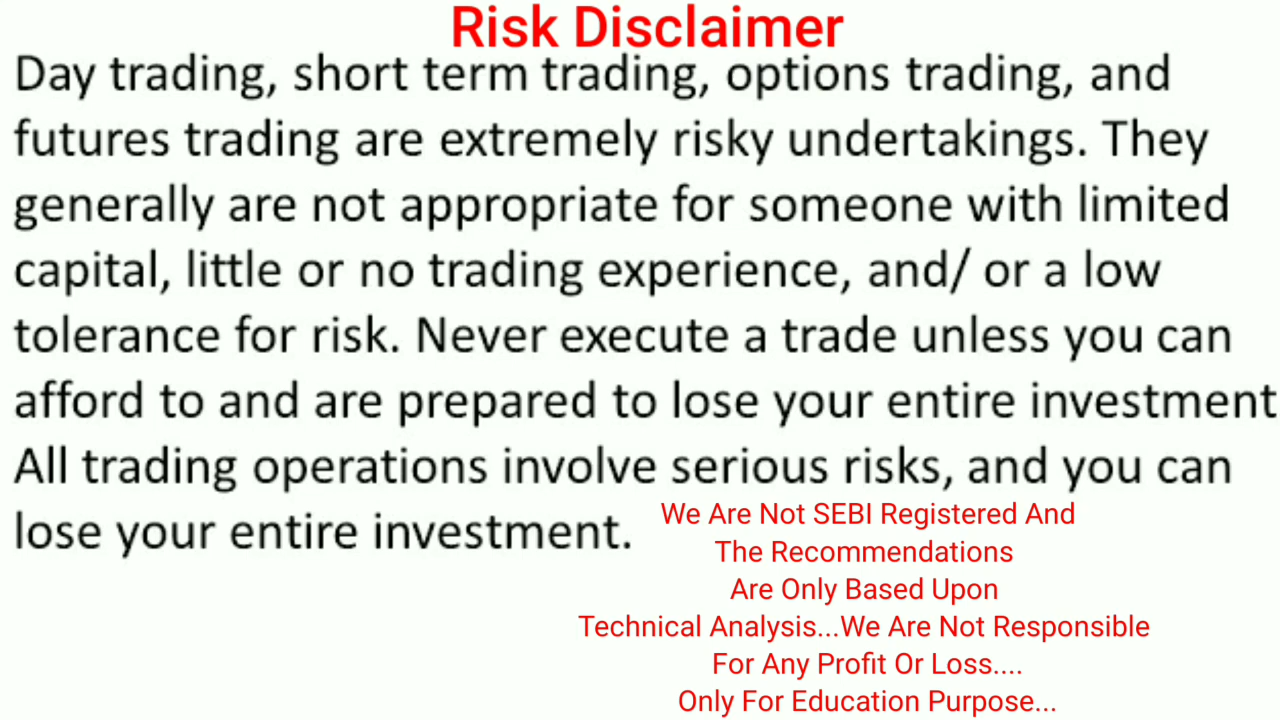 Risk Disclaimer
Day trading, short term trading, options trading, and
futures trading are extremely risky undertakings. They
generally are not appropriate for someone with limited
capital, little or no trading experience, and/ or a low
tolerance for risk. Never execute a trade unless you can
afford to and are prepared to lose your entire investment
All trading operations involve serious risks, and you can
lose your entire investment.
We Are Not SEBI Registered And
The Recommendations
Are Only Based Upon
Technical Analysis...We Are Not Responsible
For Any Profit Or Loss....
Only For Education Purpose...